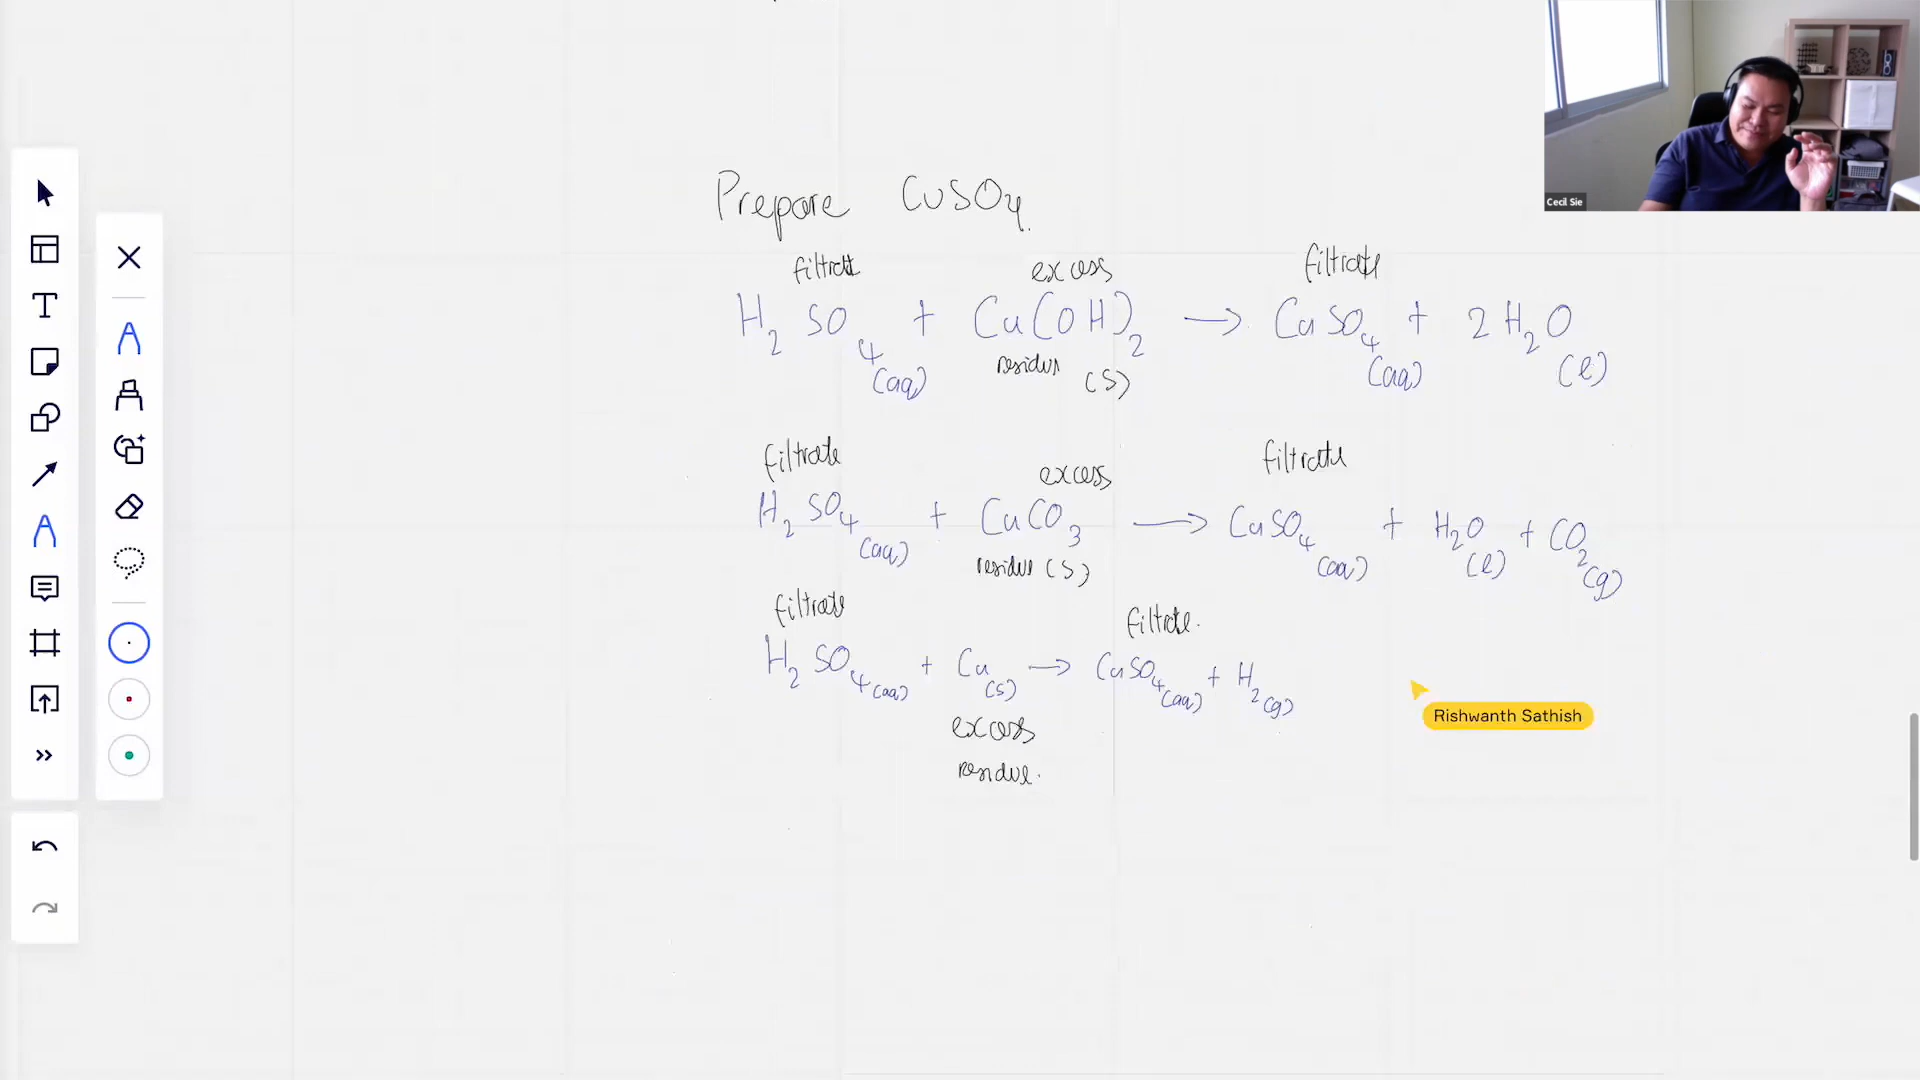 Cecil Sie
Prepare CuSO4.
filtrate excess filtrate
H2SO4(aq) + Cu(OH)2 (s) → CuSO4(aq) + 2H2O(l)
residue
filtrate excess filtrate
H2SO4(aq) + CuCO3 (s) → CuSO4(aq) + H2O(l) + CO2(g)
residue
filtrate filtrate.
H2SO4(aq) + Cu(s) → CuSO4(aq) + H2(g)
Rishwanth Sathish
excess
residue.